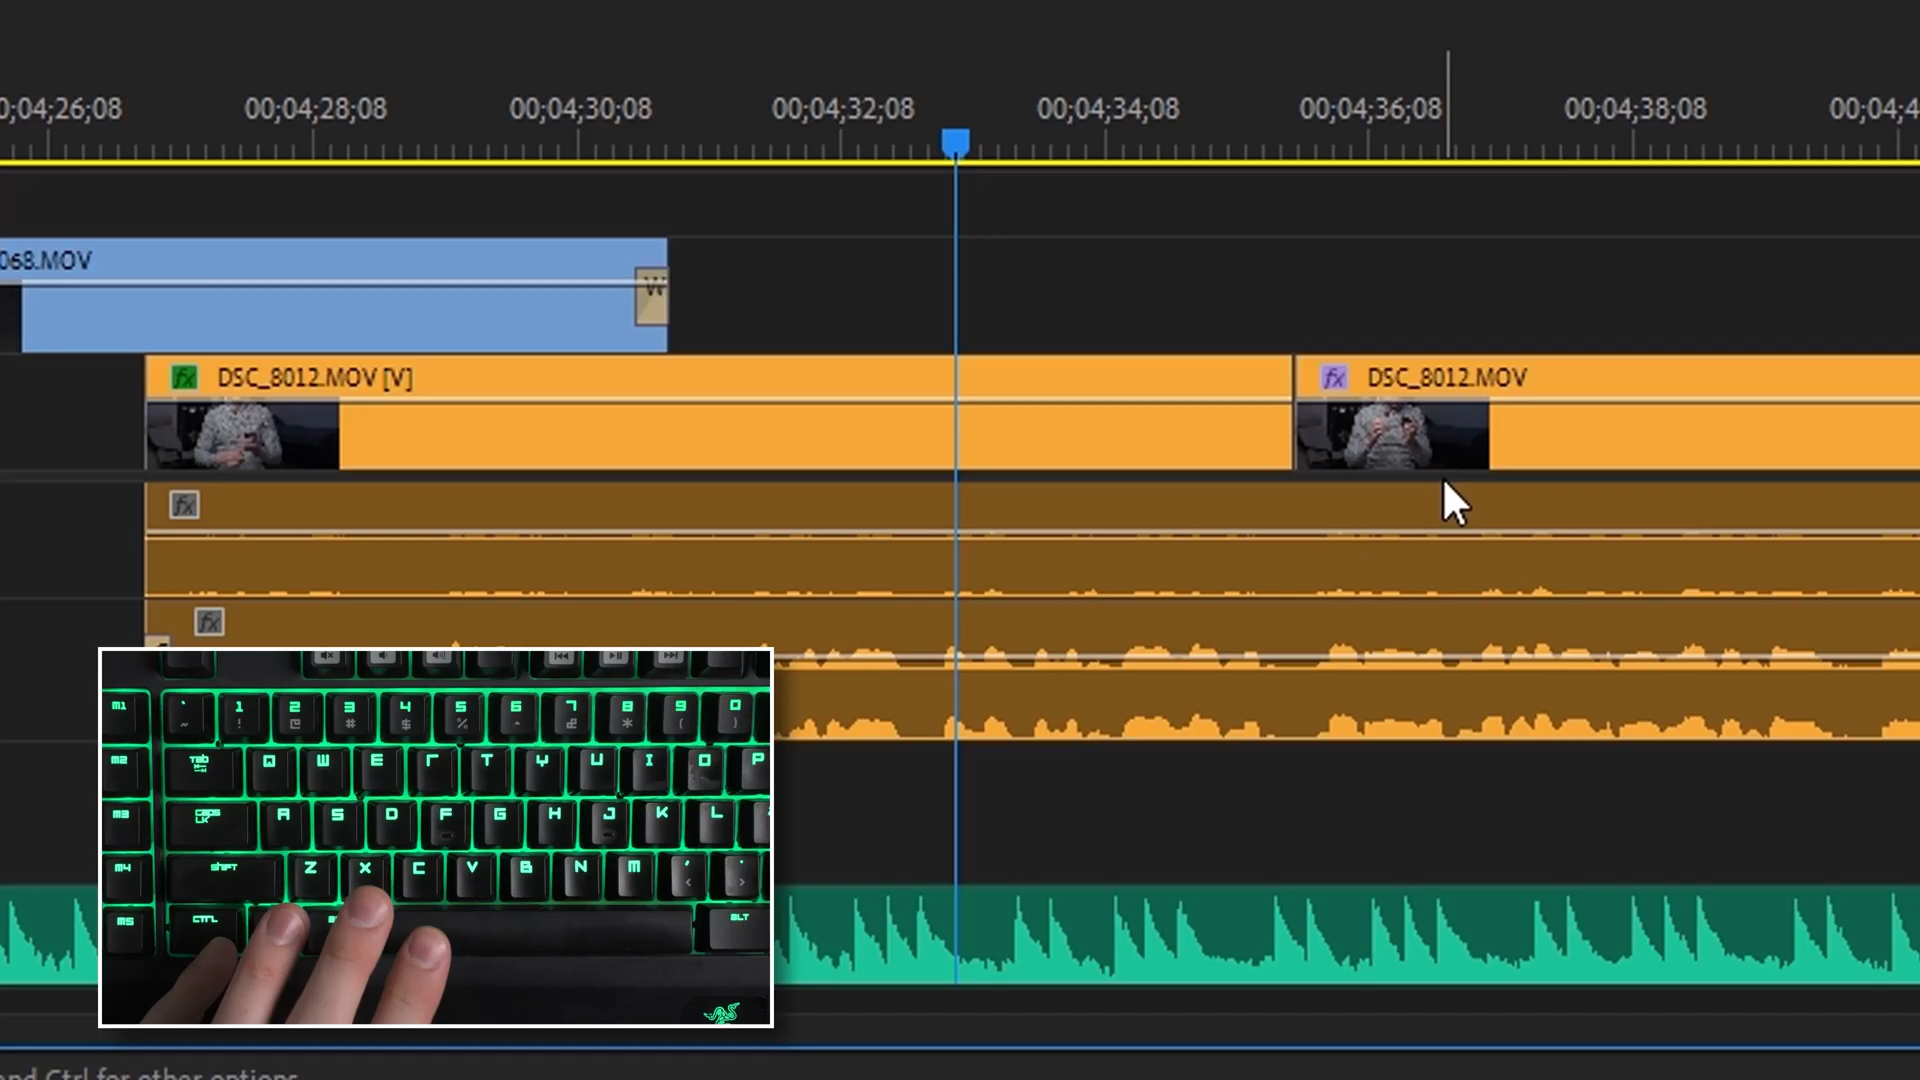 0;04;26;08 00;04;28;08 00;04;30;08 00;04;32;08 00;04;34;08 00;04;36;08 00;04;38;08 00;04;4
068.MOV
W
fx DSC_8012.MOV [V] fx DSC_8012.MOV
fx
fx
M1 ` ~ 1 ! 2 @ 3 # 4 $ 5 % 6 ^ 7 & 8 * 9 ( 0 )
M2 Tab Q W E r T Y U I O P
M3 Caps LK A S D F G H J K L
M4 shift Z X C V B N M , < . >
M5 CTRL ALT
and Ctrl for other options